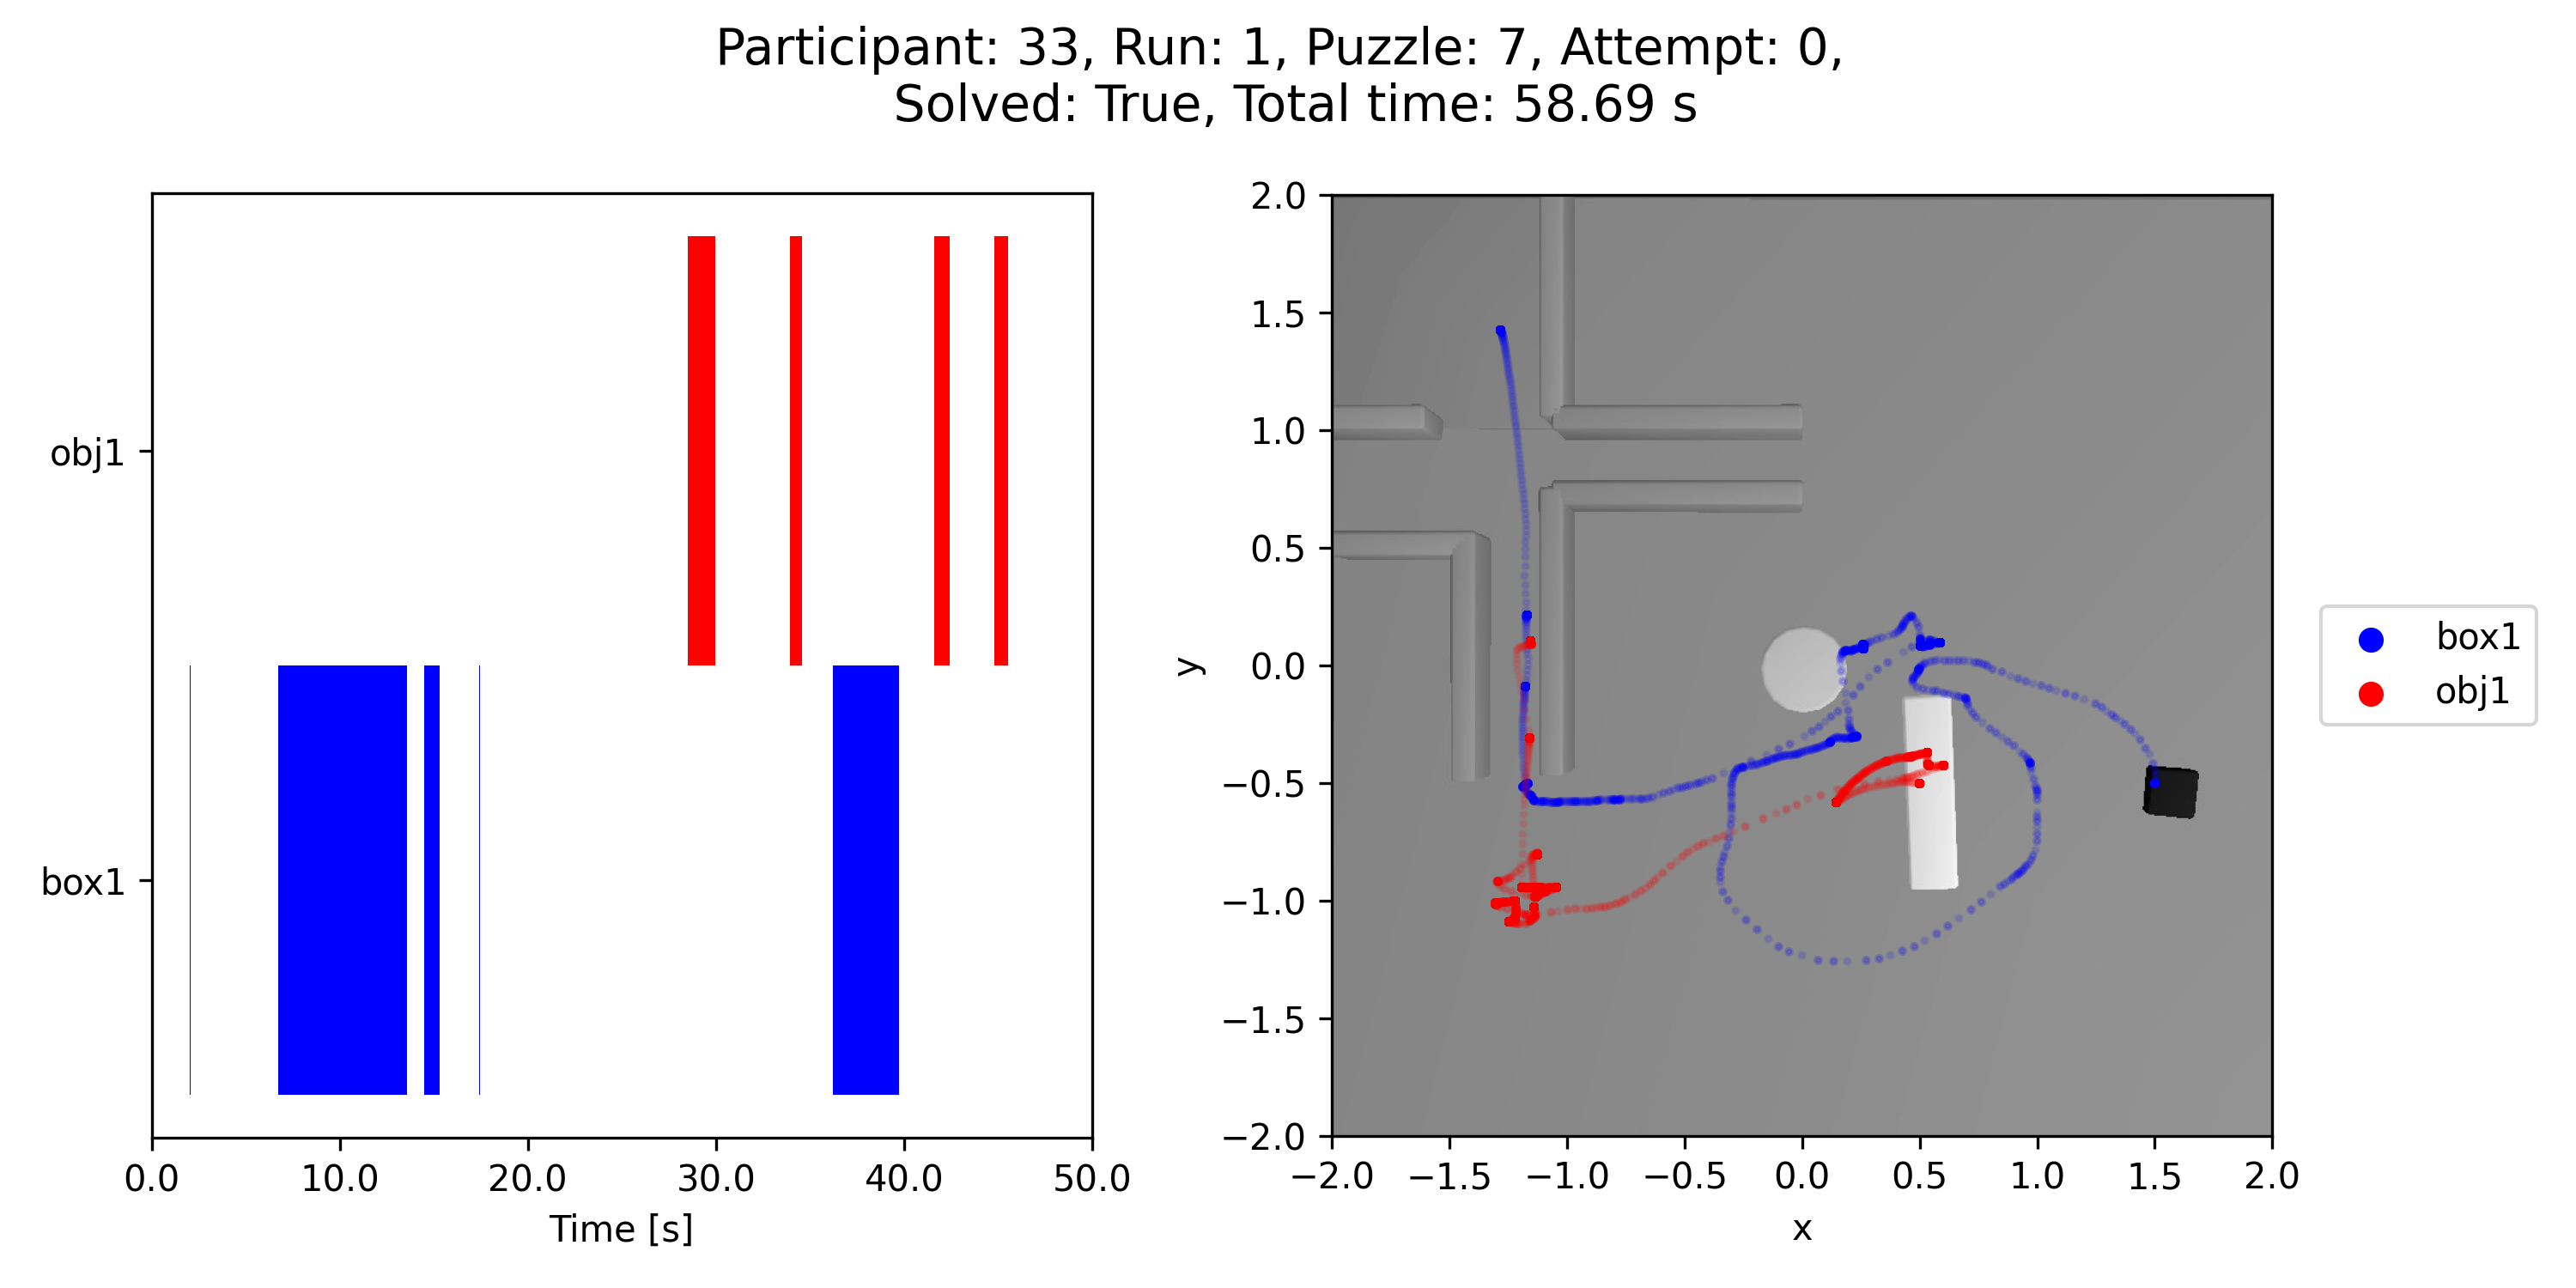 Participant: 33, Run: 1, Puzzle: 7, Attempt: 0,
Solved: True, Total time: 58.69 s
obj1
box1
0.0 10.0 20.0 30.0 40.0 50.0
Time [s]
2.0
1.5
1.0
0.5
0.0
−0.5
−1.0
−1.5
−2.0
y
−2.0 −1.5 −1.0 −0.5 0.0 0.5 1.0 1.5 2.0
x
box1
obj1